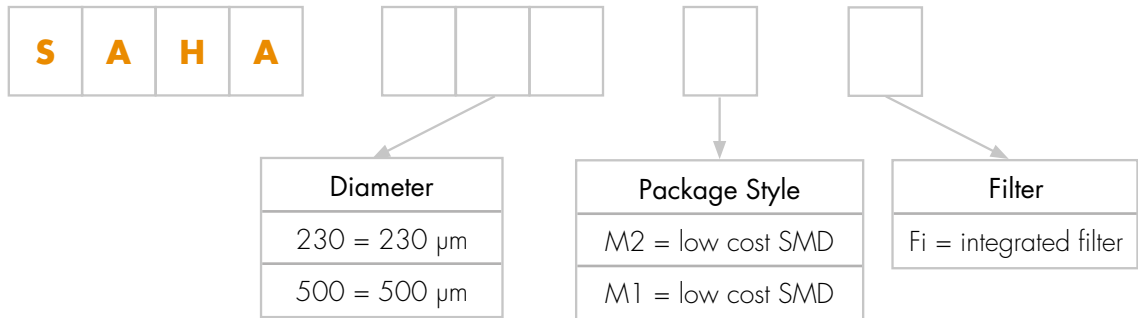 S A H A
Diameter
230 = 230 µm
500 = 500 µm
Package Style
M2 = low cost SMD
M1 = low cost SMD
Filter
Fi = integrated filter